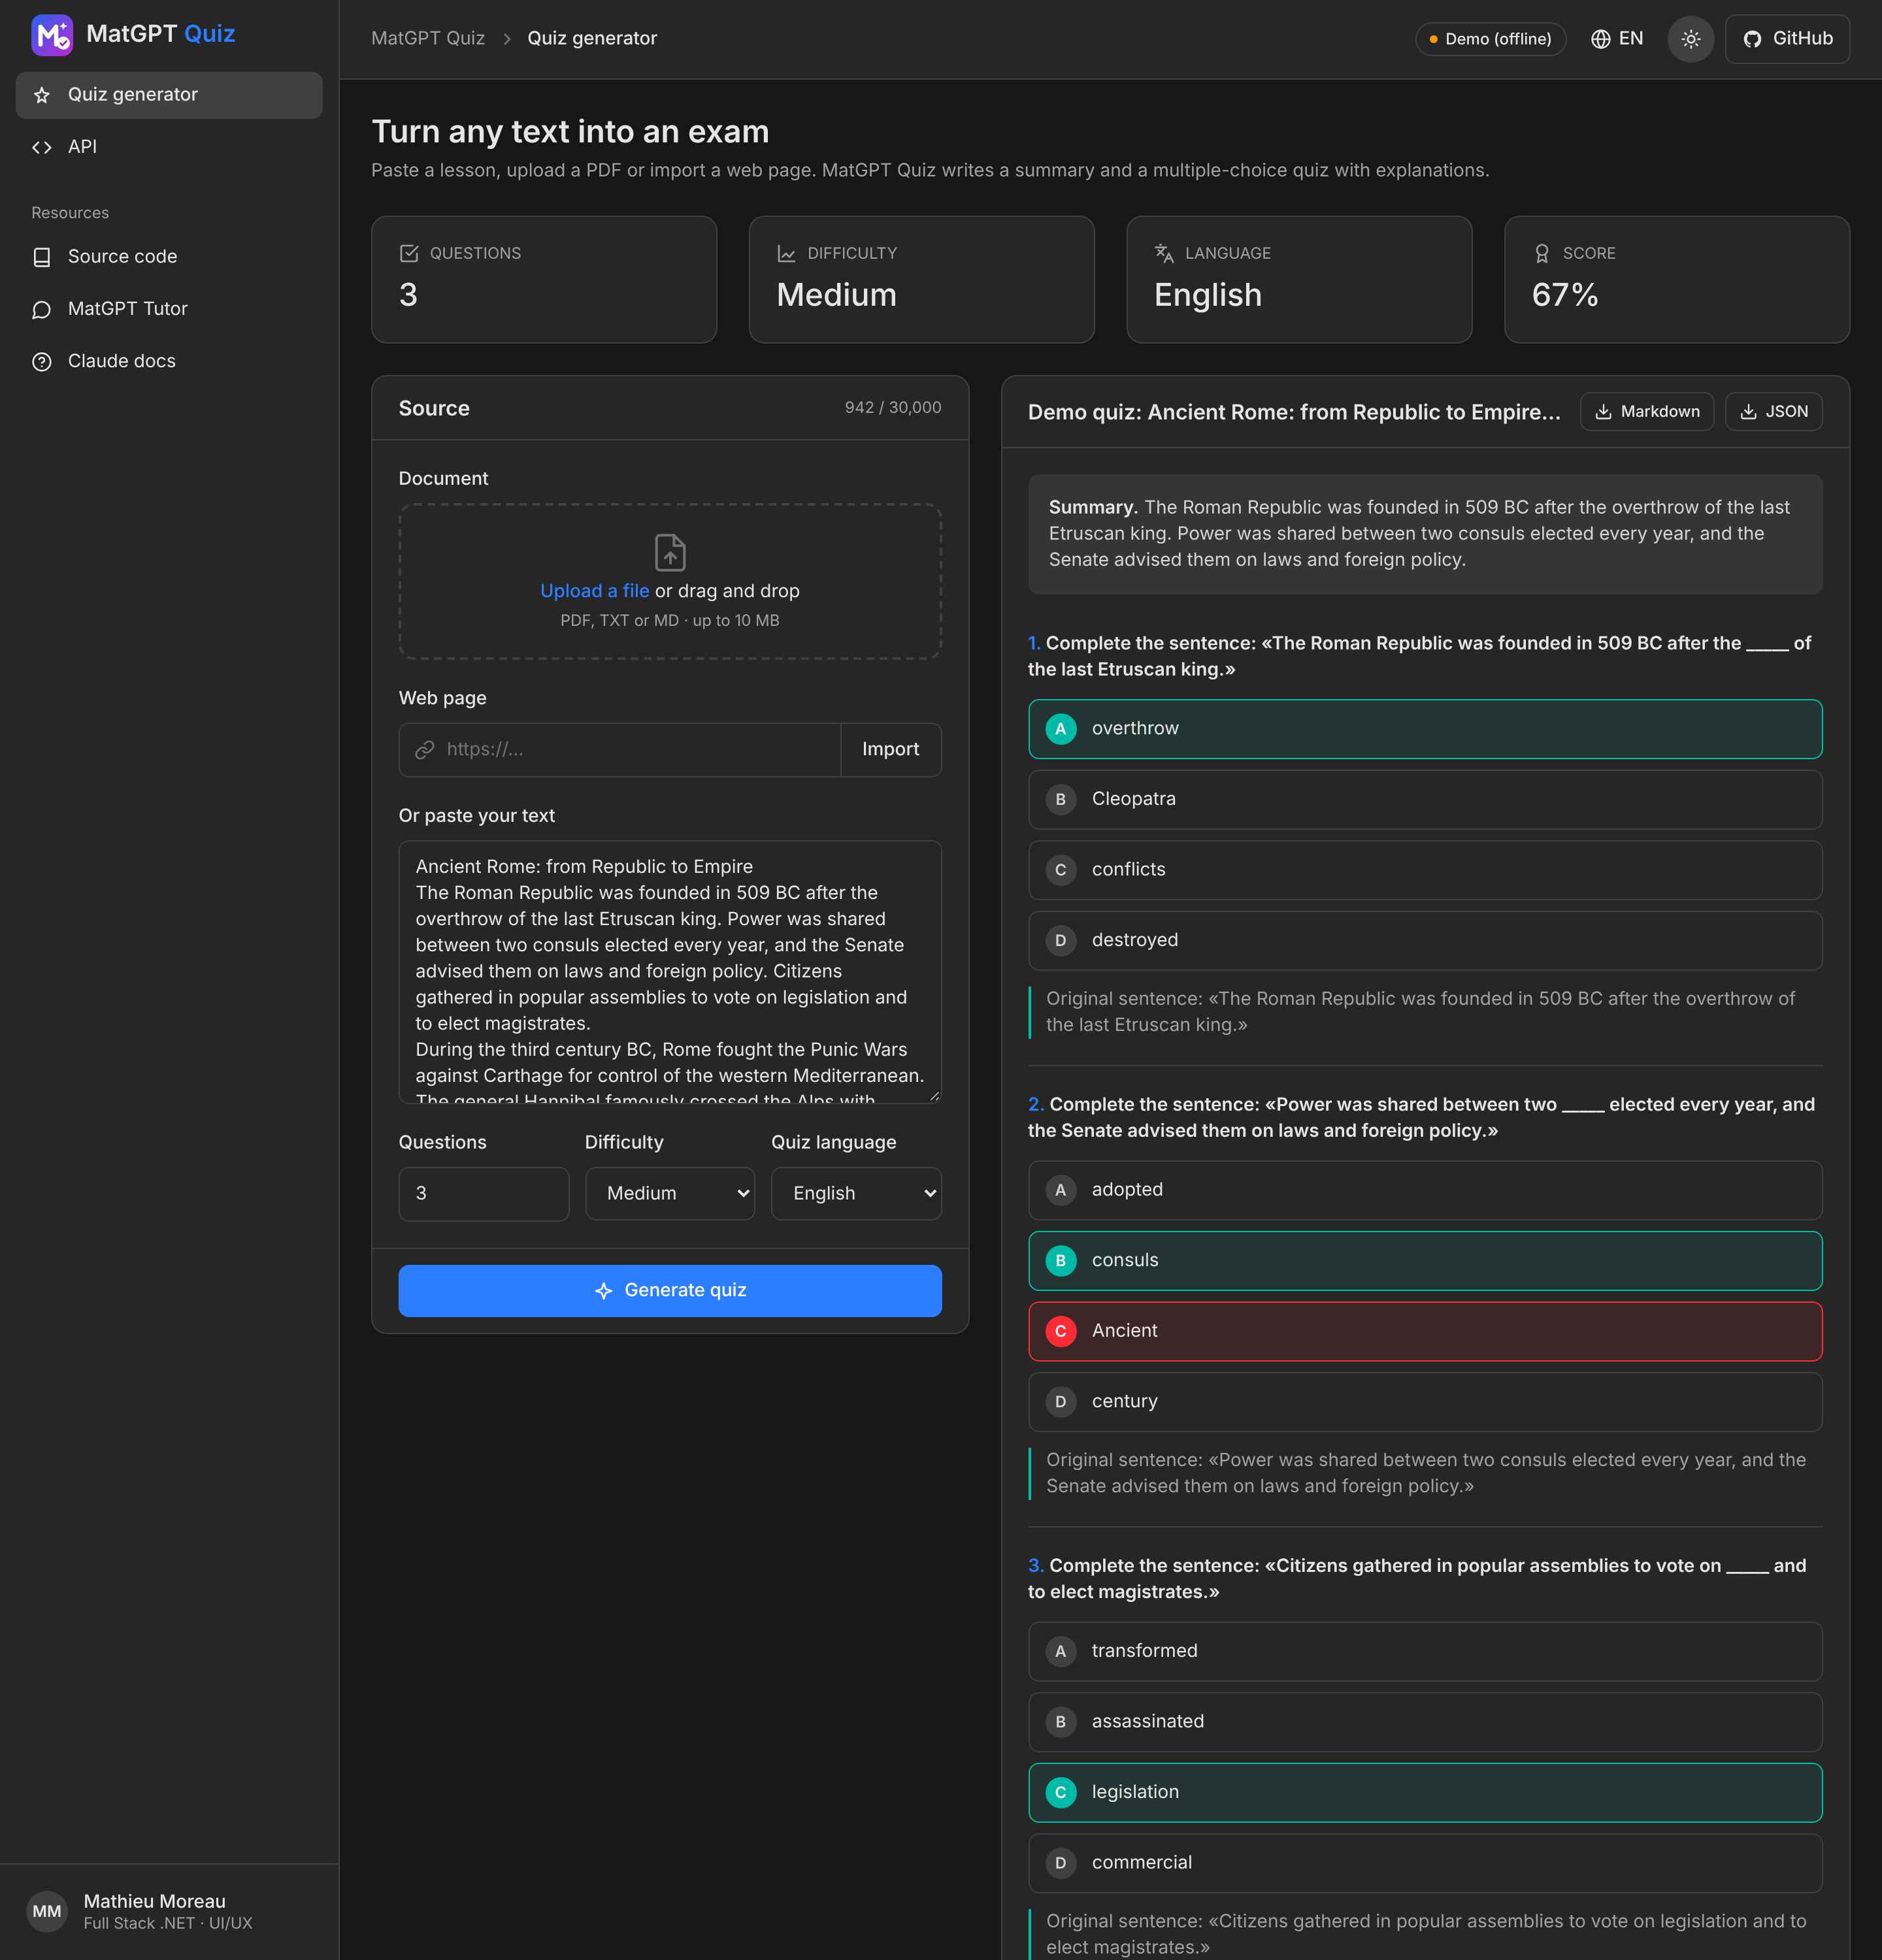 MatGPT Quiz
Quiz generator
API
Resources
Source code
MatGPT Tutor
Claude docs
MM
Mathieu Moreau
Full Stack .NET · UI/UX
MatGPT Quiz > Quiz generator
Demo (offline)
EN
GitHub
Turn any text into an exam
Paste a lesson, upload a PDF or import a web page. MatGPT Quiz writes a summary and a multiple-choice quiz with explanations.
QUESTIONS
3
DIFFICULTY
Medium
LANGUAGE
English
SCORE
67%
Source
942 / 30,000
Document
Upload a file or drag and drop
PDF, TXT or MD · up to 10 MB
Web page
https://...
Import
Or paste your text
Ancient Rome: from Republic to Empire
The Roman Republic was founded in 509 BC after the
overthrow of the last Etruscan king. Power was shared
between two consuls elected every year, and the Senate
advised them on laws and foreign policy. Citizens
gathered in popular assemblies to vote on legislation and
to elect magistrates.
During the third century BC, Rome fought the Punic Wars
against Carthage for control of the western Mediterranean.
The general Hannibal famously crossed the Alps with
Questions
Difficulty
Quiz language
3
Medium
English
Generate quiz
Demo quiz: Ancient Rome: from Republic to Empire...
Markdown
JSON
Summary. The Roman Republic was founded in 509 BC after the overthrow of the last
Etruscan king. Power was shared between two consuls elected every year, and the
Senate advised them on laws and foreign policy.
1. Complete the sentence: «The Roman Republic was founded in 509 BC after the _____ of
the last Etruscan king.»
A overthrow
B Cleopatra
C conflicts
D destroyed
Original sentence: «The Roman Republic was founded in 509 BC after the overthrow of
the last Etruscan king.»
2. Complete the sentence: «Power was shared between two _____ elected every year, and
the Senate advised them on laws and foreign policy.»
A adopted
B consuls
C Ancient
D century
Original sentence: «Power was shared between two consuls elected every year, and the
Senate advised them on laws and foreign policy.»
3. Complete the sentence: «Citizens gathered in popular assemblies to vote on _____ and
to elect magistrates.»
A transformed
B assassinated
C legislation
D commercial
Original sentence: «Citizens gathered in popular assemblies to vote on legislation and to
elect magistrates.»